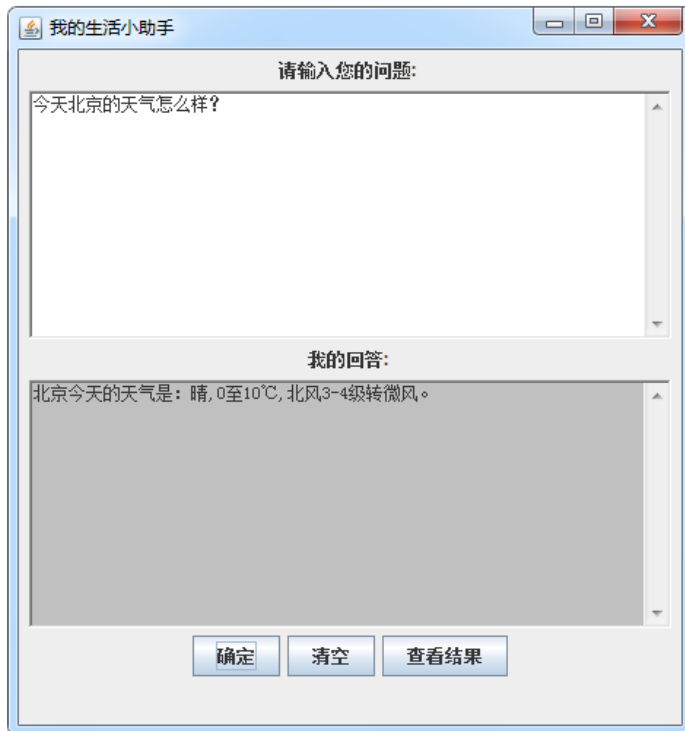 我的生活小助手
请输入您的问题:
今天北京的天气怎么样?
我的回答:
北京今天的天气是：晴,0至10℃,北风3-4级转微风。
确定
清空
查看结果